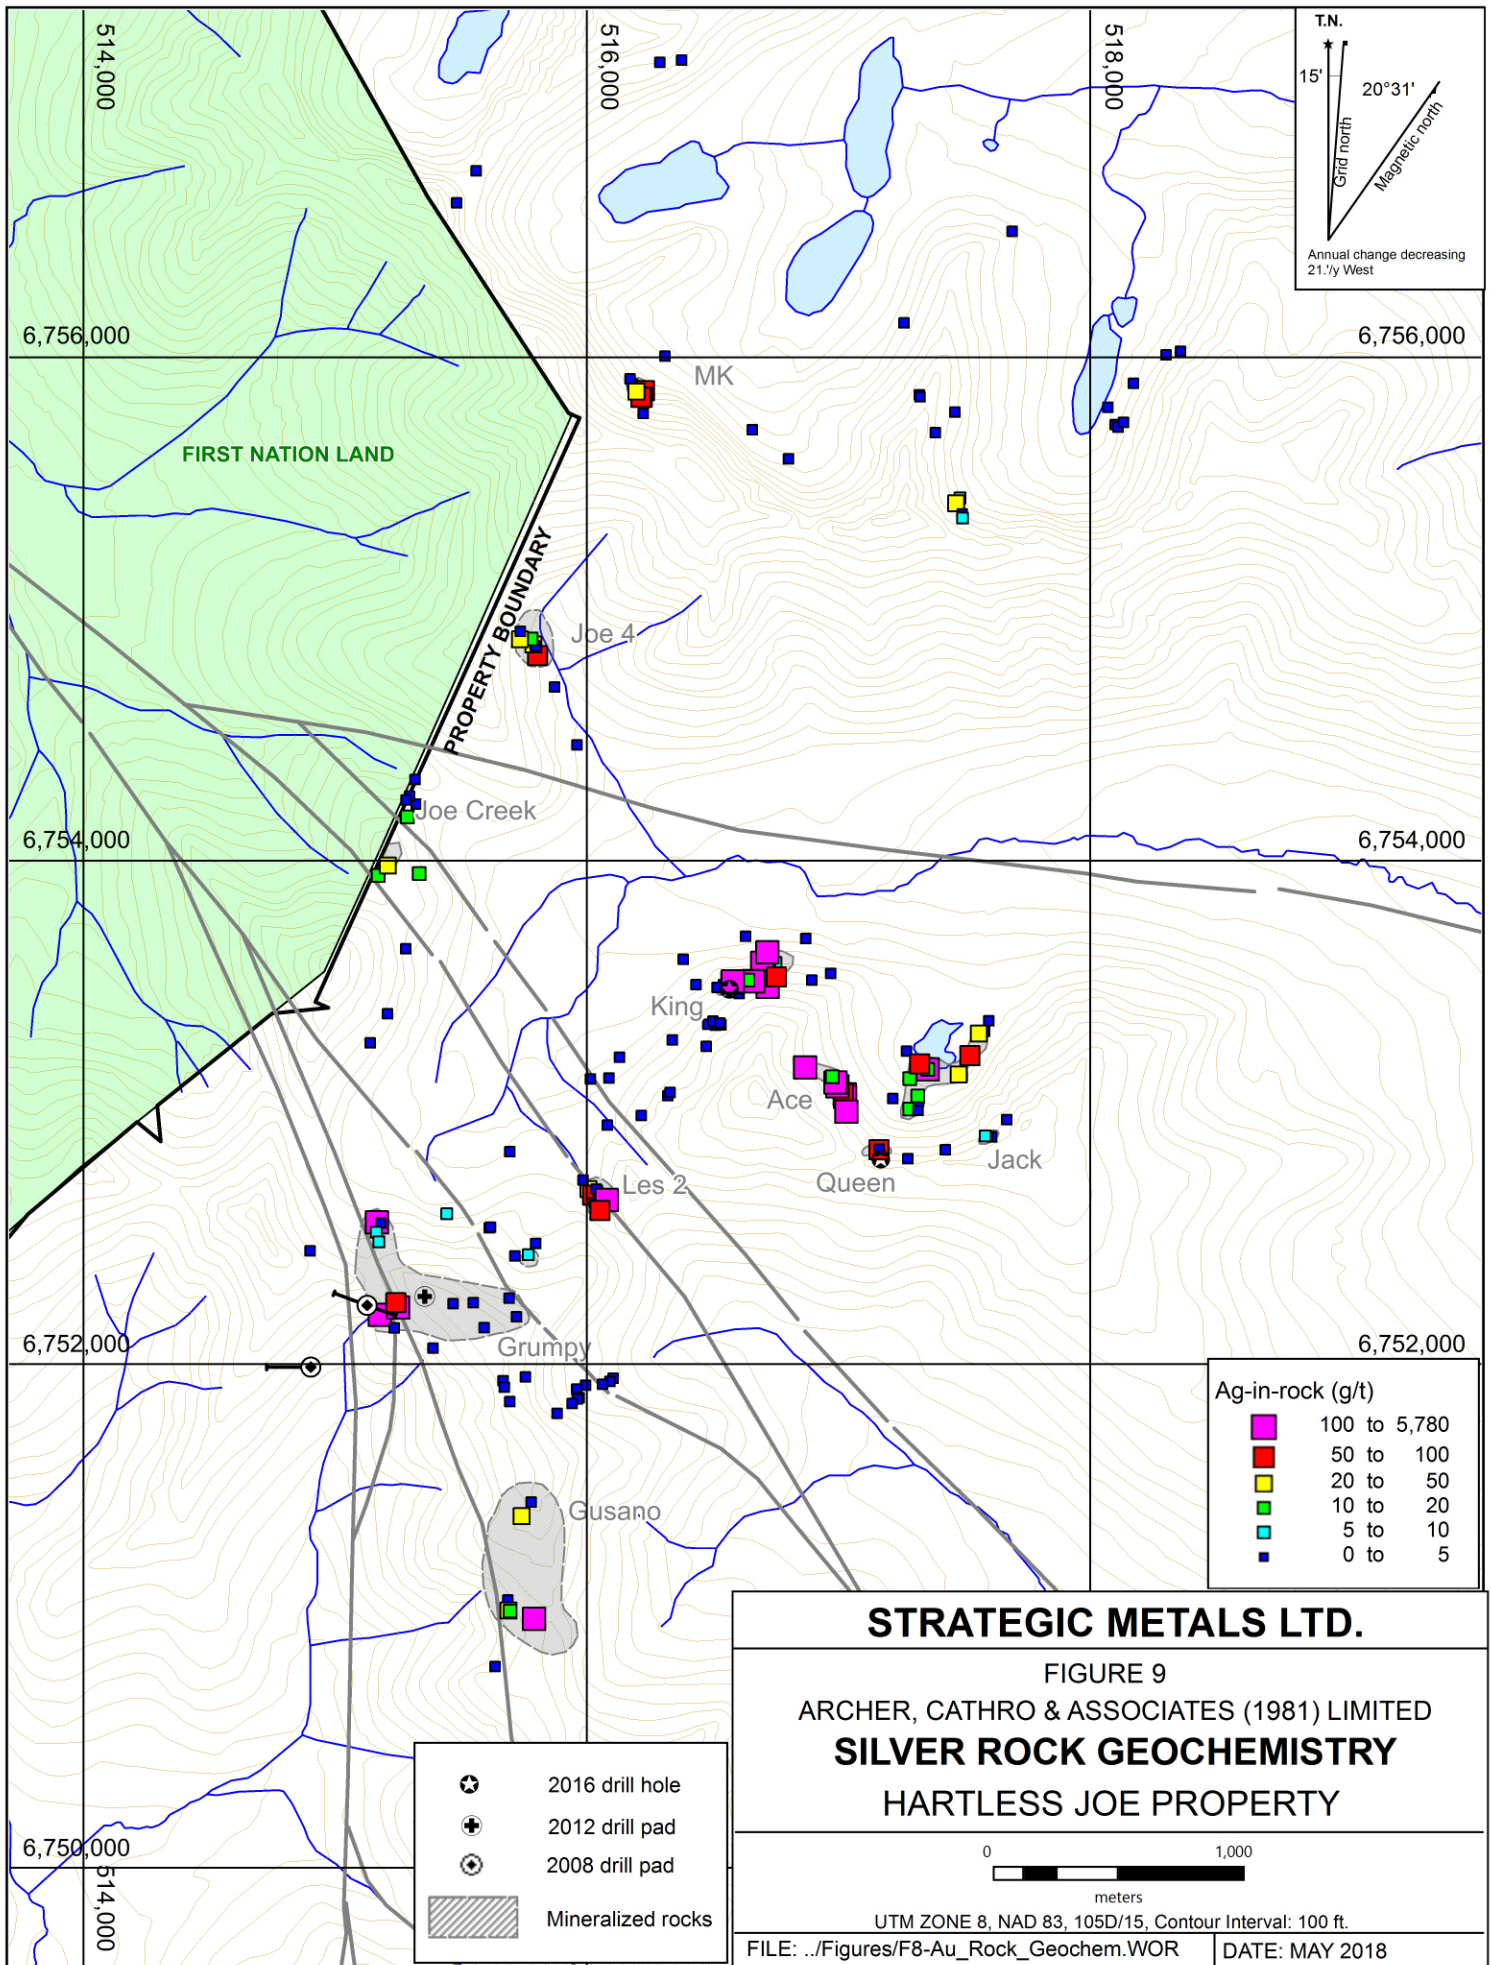 514,000
516,000
518,000
T.N.
15'
20°31'
Grid north
Magnetic north
Annual change decreasing
21.'/y West
6,756,000
6,756,000
MK
FIRST NATION LAND
PROPERTY BOUNDARY
Joe 4
Joe Creek
6,754,000
6,754,000
King
Ace
Jack
Queen
Les 2
Grumpy
6,752,000
6,752,000
Gusano
Ag-in-rock (g/t)
100 to 5,780
50 to 100
20 to 50
10 to 20
5 to 10
0 to 5
STRATEGIC METALS LTD.
FIGURE 9
ARCHER, CATHRO & ASSOCIATES (1981) LIMITED
SILVER ROCK GEOCHEMISTRY
HARTLESS JOE PROPERTY
0 1,000
meters
UTM ZONE 8, NAD 83, 105D/15, Contour Interval: 100 ft.
FILE: ../Figures/F8-Au_Rock_Geochem.WOR
DATE: MAY 2018
2016 drill hole
2012 drill pad
2008 drill pad
Mineralized rocks
6,750,000
514,000